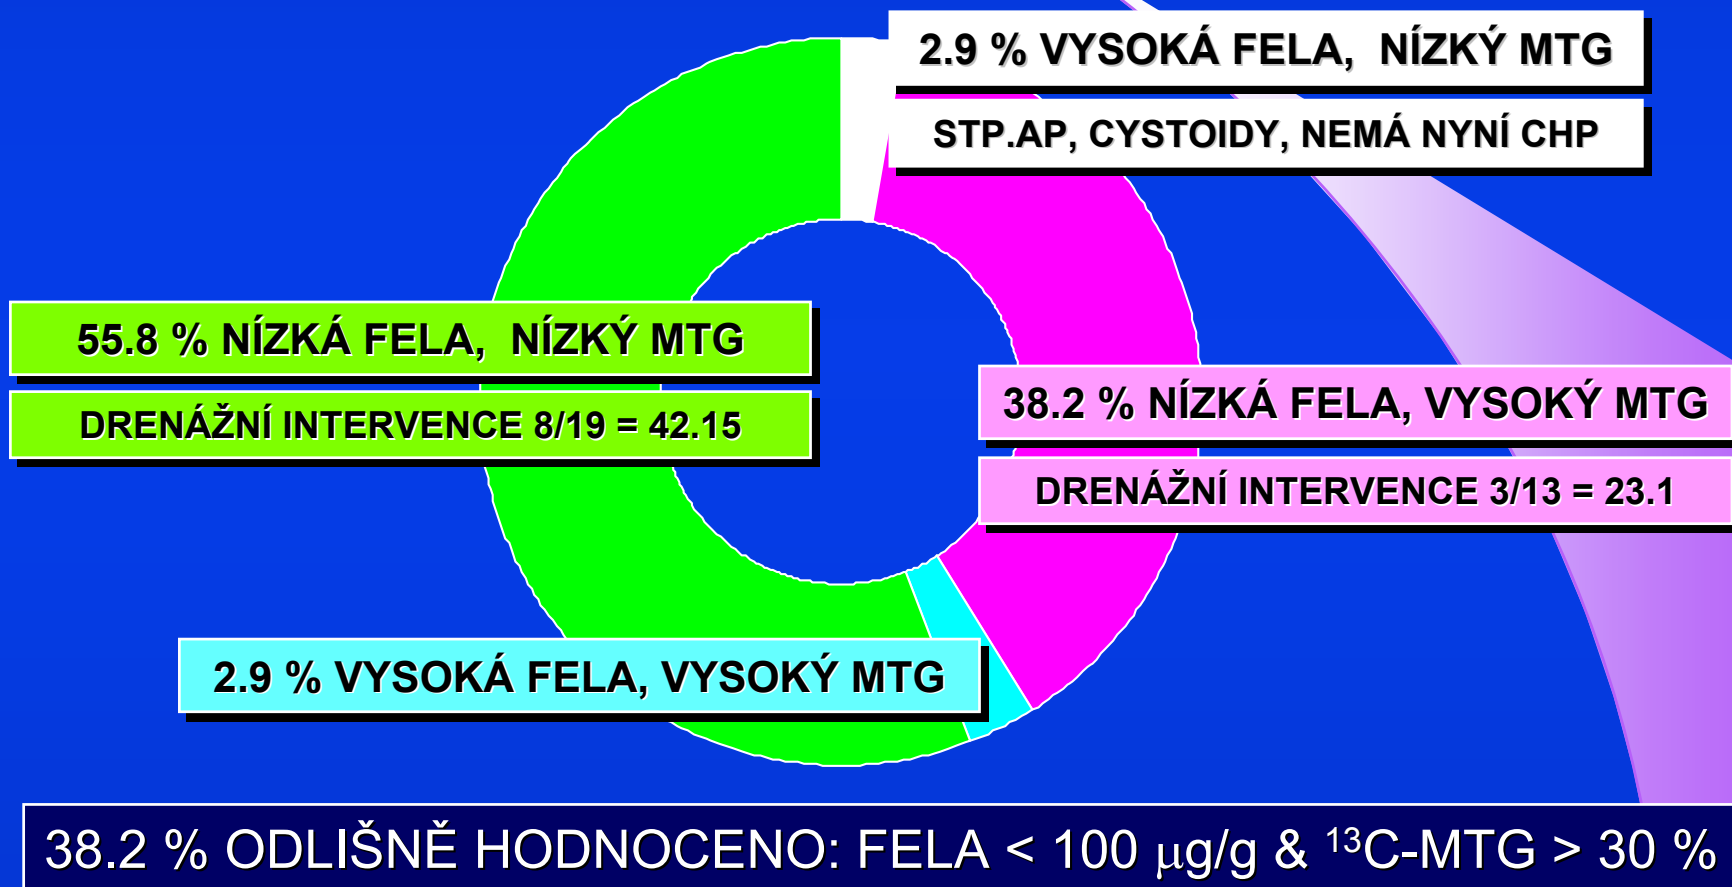 2.9 % VYSOKÁ FELA, NÍZKÝ MTG
STP.AP, CYSTOIDY, NEMÁ NYNÍ CHP
55.8 % NÍZKÁ FELA, NÍZKÝ MTG
DRENÁŽNÍ INTERVENCE 8/19 = 42.15
38.2 % NÍZKÁ FELA, VYSOKÝ MTG
DRENÁŽNÍ INTERVENCE 3/13 = 23.1
2.9 % VYSOKÁ FELA, VYSOKÝ MTG
38.2 % ODLIŠNĚ HODNOCENO: FELA < 100 µg/g & ¹³C-MTG > 30 %